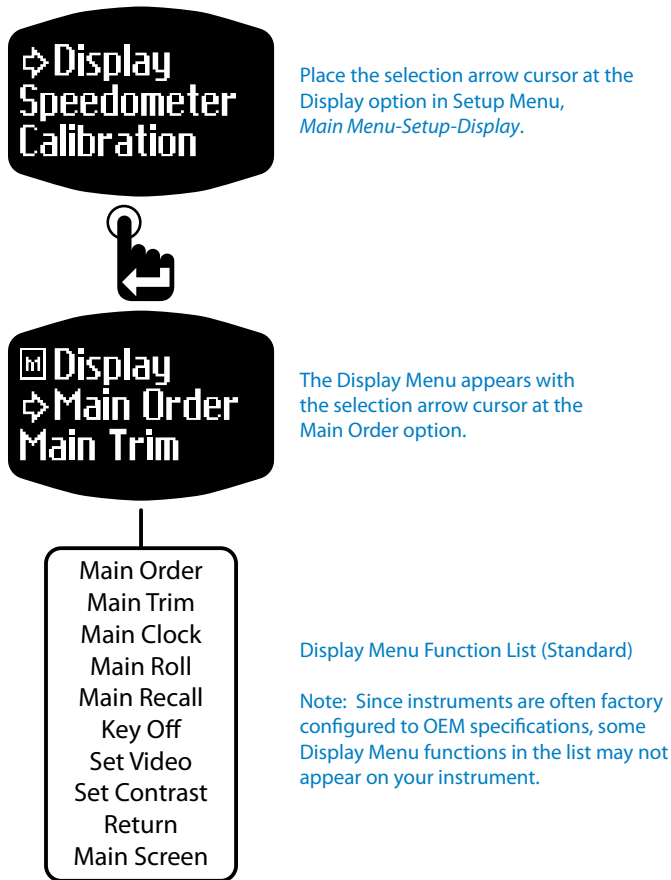 Display
Speedometer
Calibration
Place the selection arrow cursor at the
Display option in Setup Menu,
Main Menu-Setup-Display.
M Display
Main Order
Main Trim
The Display Menu appears with
the selection arrow cursor at the
Main Order option.
Main Order
Main Trim
Main Clock
Main Roll
Main Recall
Key Off
Set Video
Set Contrast
Return
Main Screen
Display Menu Function List (Standard)
Note: Since instruments are often factory
configured to OEM specifications, some
Display Menu functions in the list may not
appear on your instrument.